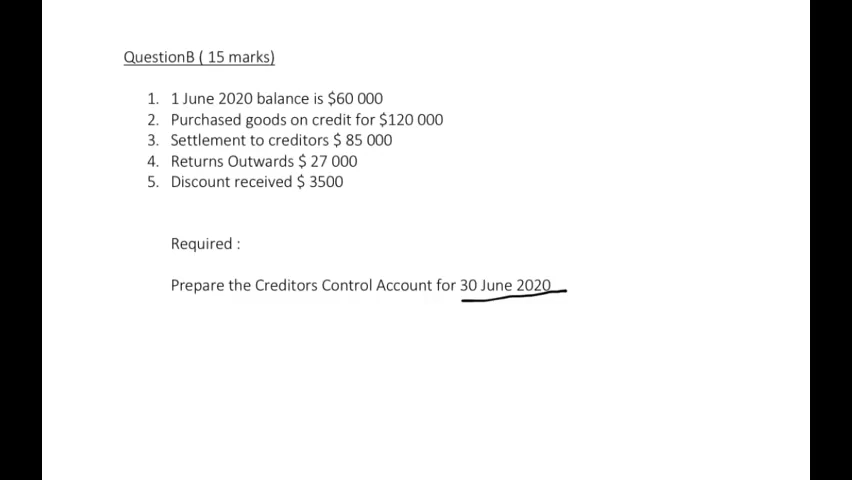 QuestionB ( 15 marks)
1. 1 June 2020 balance is $60 000
2. Purchased goods on credit for $120 000
3. Settlement to creditors $ 85 000
4. Returns Outwards $ 27 000
5. Discount received $ 3500
Required :
Prepare the Creditors Control Account for 30 June 2020